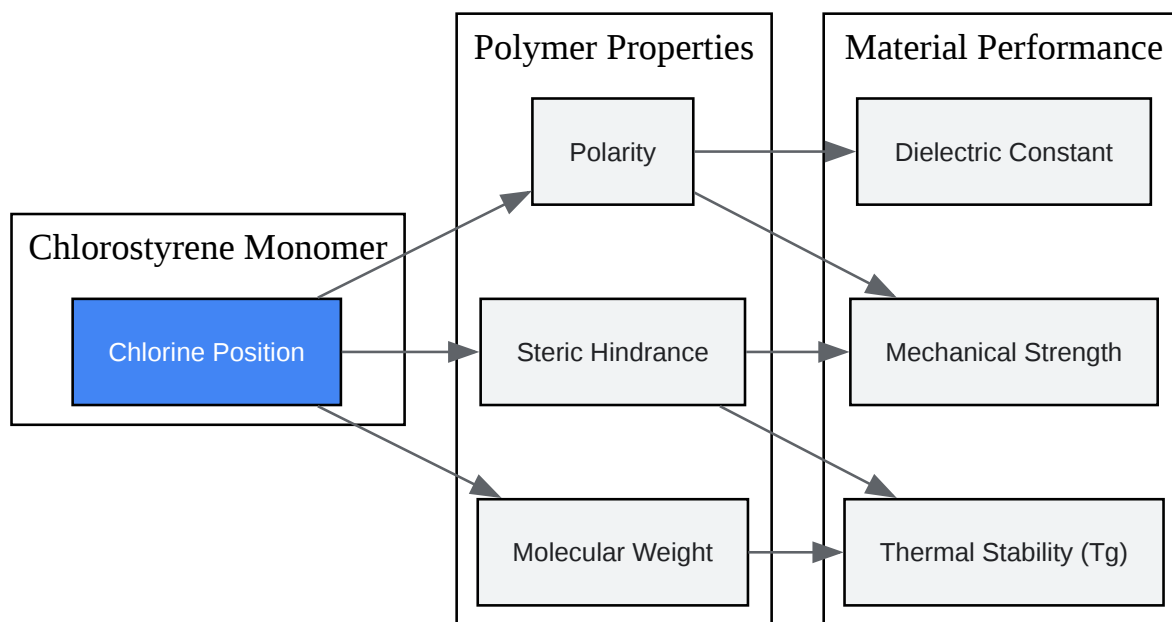 Polymer Properties
Material Performance
Polarity
Dielectric Constant
Chlorostyrene Monomer
Chlorine Position
Steric Hindrance
Mechanical Strength
Molecular Weight
Thermal Stability (Tg)